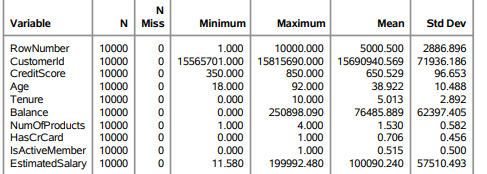 N
Variable N Miss Minimum Maximum Mean Std Dev
RowNumber 10000 0 1.000 10000.000 5000.500 2886.896
CustomerId 10000 0 15565701.000 15815690.000 15690940.569 71936.186
CreditScore 10000 0 350.000 850.000 650.529 96.653
Age 10000 0 18.000 92.000 38.922 10.488
Tenure 10000 0 0.000 10.000 5.013 2.892
Balance 10000 0 0.000 250898.090 76485.889 62397.405
NumOfProducts 10000 0 1.000 4.000 1.530 0.582
HasCrCard 10000 0 0.000 1.000 0.706 0.456
IsActiveMember 10000 0 0.000 1.000 0.515 0.500
EstimatedSalary 10000 0 11.580 199992.480 100090.240 57510.493